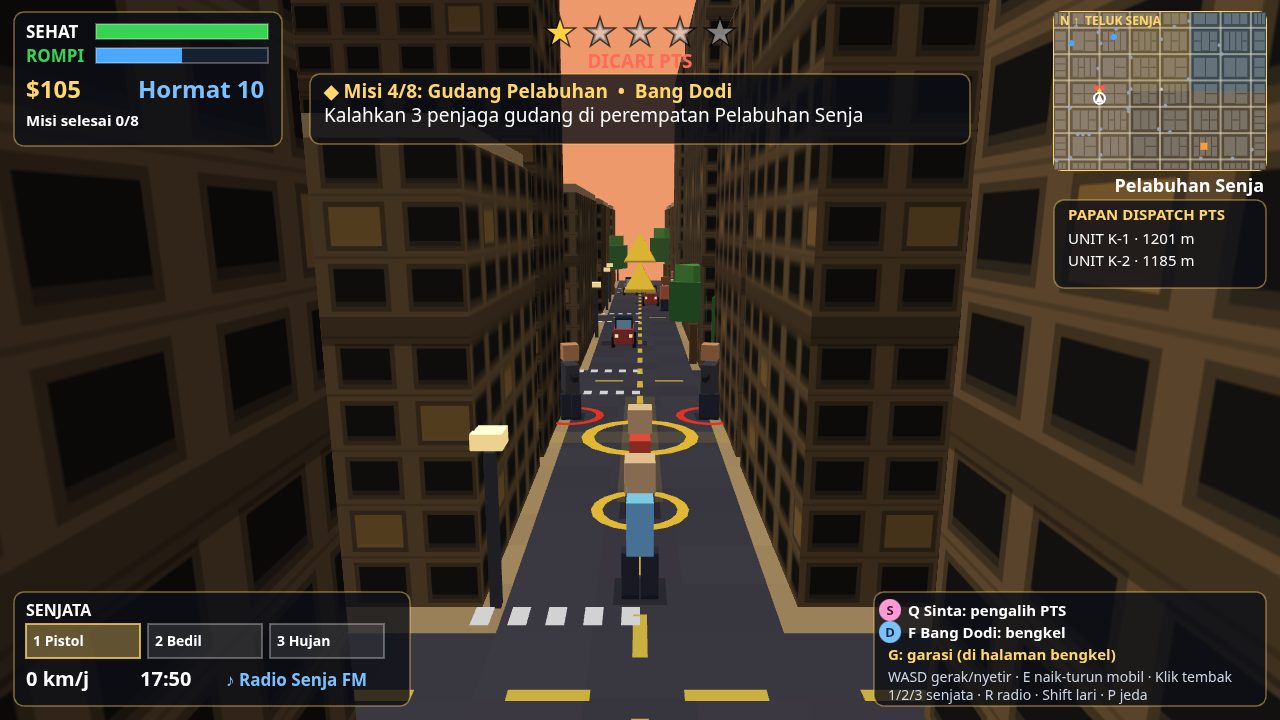 SEHAT
ROMPI
$105 Hormat 10
Misi selesai 0/8
DICARI PTS
◆ Misi 4/8: Gudang Pelabuhan • Bang Dodi
Kalahkan 3 penjaga gudang di perempatan Pelabuhan Senja
N ↑ TELUK SENJA
Pelabuhan Senja
PAPAN DISPATCH PTS
UNIT K-1 · 1201 m
UNIT K-2 · 1185 m
SENJATA
1 Pistol 2 Bedil 3 Hujan
0 km/j 17:50 ♪ Radio Senja FM
S Q Sinta: pengalih PTS
D F Bang Dodi: bengkel
G: garasi (di halaman bengkel)
WASD gerak/nyetir · E naik-turun mobil · Klik tembak
1/2/3 senjata · R radio · Shift lari · P jeda